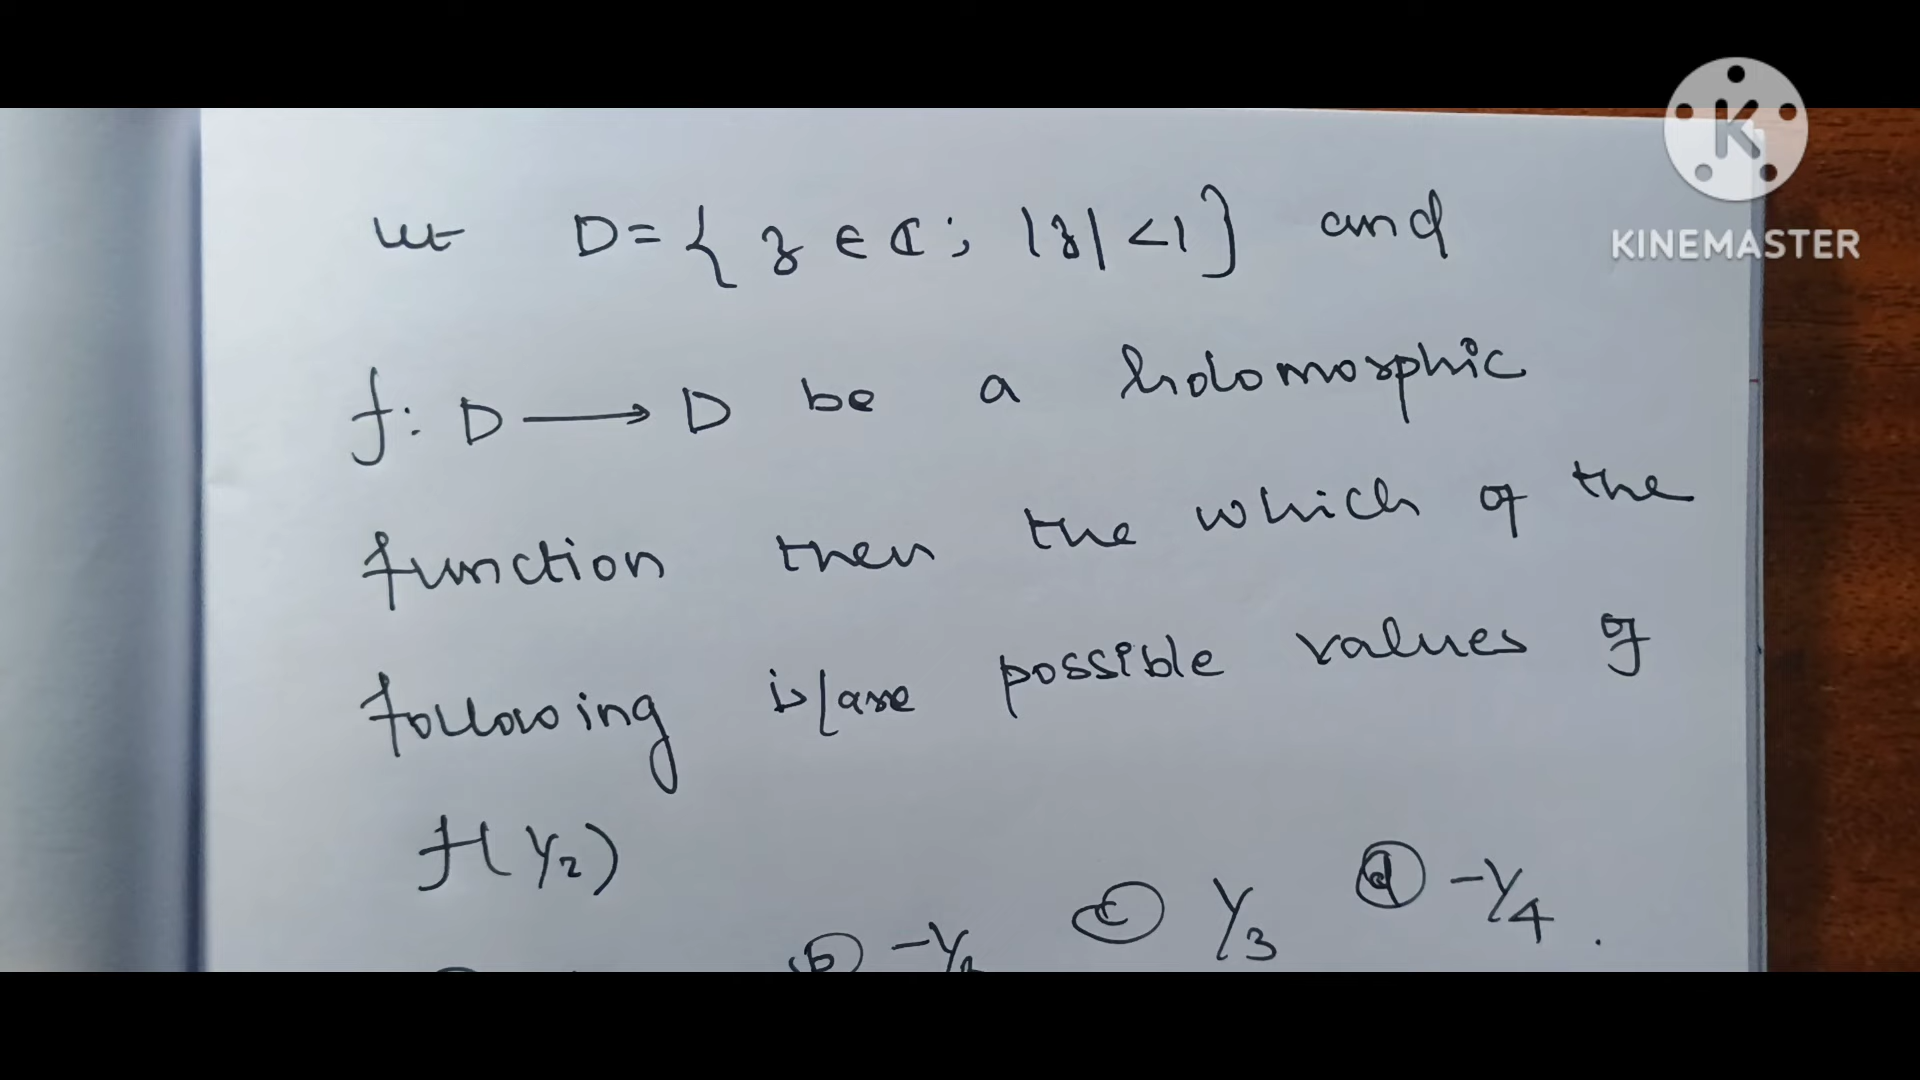 let D = { z ∈ ℂ ; |z| < 1 } and
KINEMASTER
f : D ⟶ D be a holomorphic
function then the which of the
following is/are possible values of
f(1/2)
(b) -1/ (c) 1/3 (d) -1/4 .